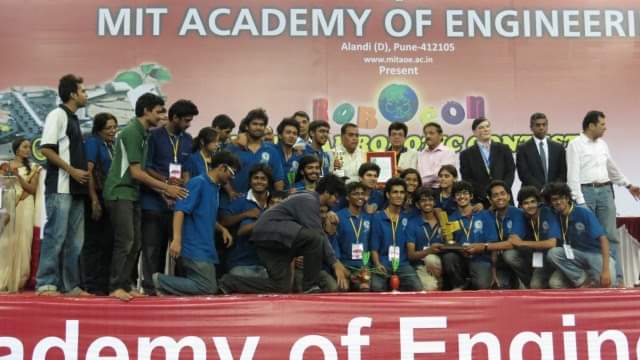 MIT ACADEMY OF ENGINEERI
Alandi (D), Pune-412105
www.mitaoe.ac.in
Present
ROBOCON
ademy of Engin